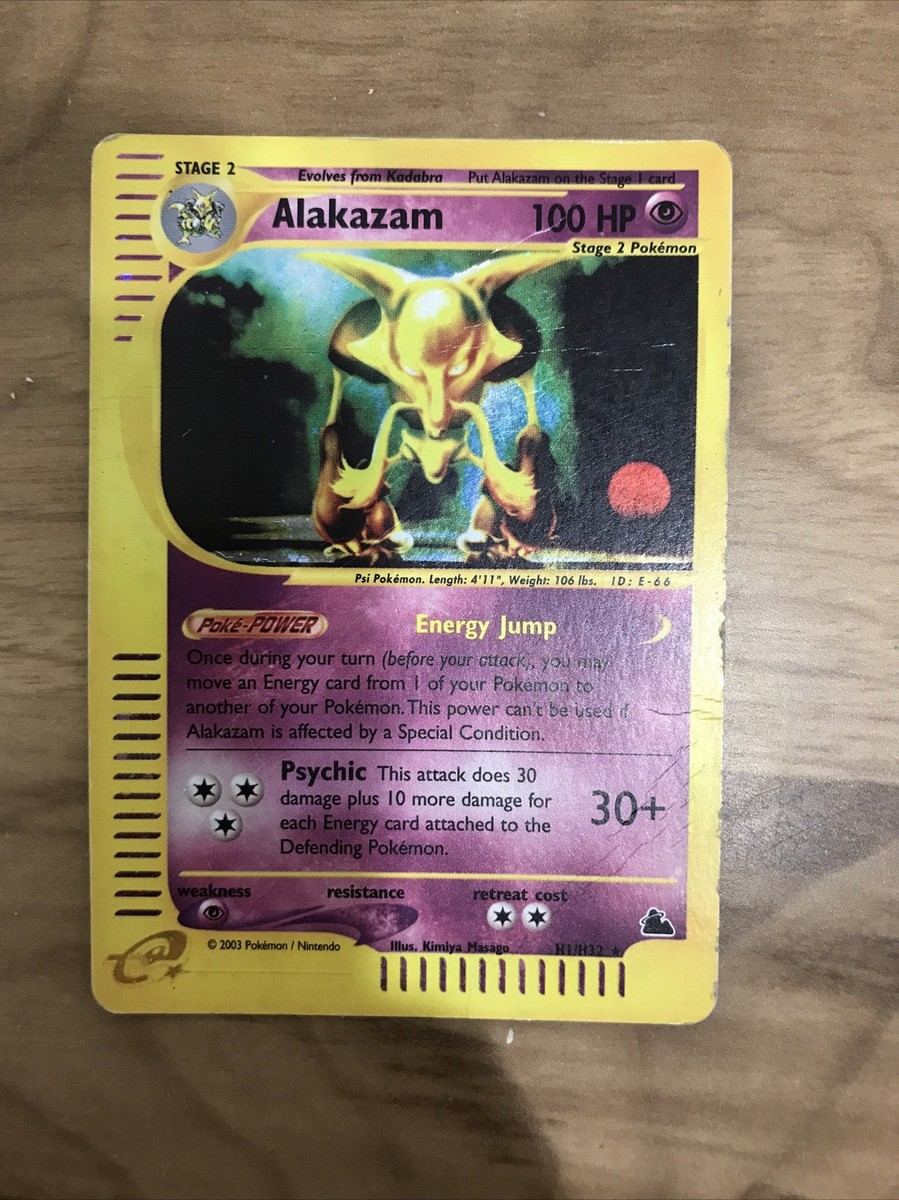 STAGE 2
Evolves from Kadabra Put Alakazam on the Stage 1 card
Alakazam 100 HP
Stage 2 Pokémon
Psi Pokémon. Length: 4'11", Weight: 106 lbs. ID: E-66
Poké-POWER Energy Jump
Once during your turn (before your attack), you may
move an Energy card from 1 of your Pokémon to
another of your Pokémon. This power can't be used if
Alakazam is affected by a Special Condition.
Psychic This attack does 30
damage plus 10 more damage for
each Energy card attached to the
Defending Pokémon.
30+
weakness resistance retreat cost
© 2003 Pokémon / Nintendo Illus. Kimiya Masago H1/H32 ★
e